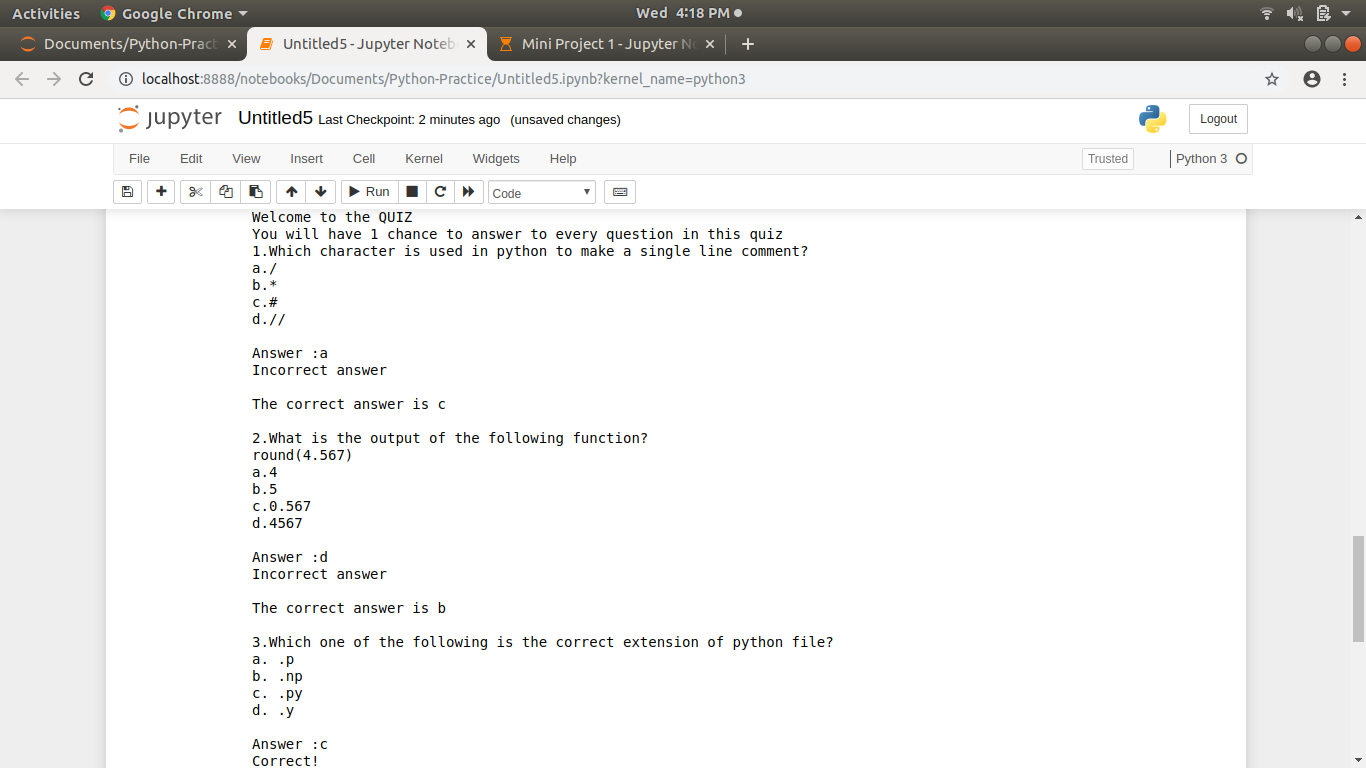 Activities
Google Chrome
Wed 4:18 PM
Documents/Python-Pract
Untitled5 - Jupyter Noteb
Mini Project 1 - Jupyter No
localhost:8888/notebooks/Documents/Python-Practice/Untitled5.ipynb?kernel_name=python3
jupyter
Untitled5 Last Checkpoint: 2 minutes ago (unsaved changes)
Logout
File Edit View Insert Cell Kernel Widgets Help
Trusted
Python 3
Run
Code
Welcome to the QUIZ
You will have 1 chance to answer to every question in this quiz
1.Which character is used in python to make a single line comment?
a./
b.*
c.#
d.//
Answer :a
Incorrect answer
The correct answer is c
2.What is the output of the following function?
round(4.567)
a.4
b.5
c.0.567
d.4567
Answer :d
Incorrect answer
The correct answer is b
3.Which one of the following is the correct extension of python file?
a. .p
b. .np
c. .py
d. .y
Answer :c
Correct!